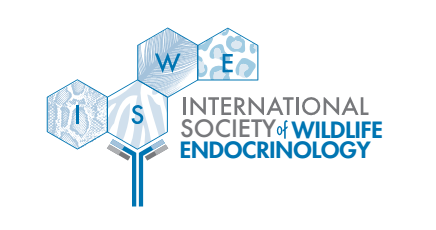 W E
I S
INTERNATIONAL
SOCIETY of WILDLIFE
ENDOCRINOLOGY